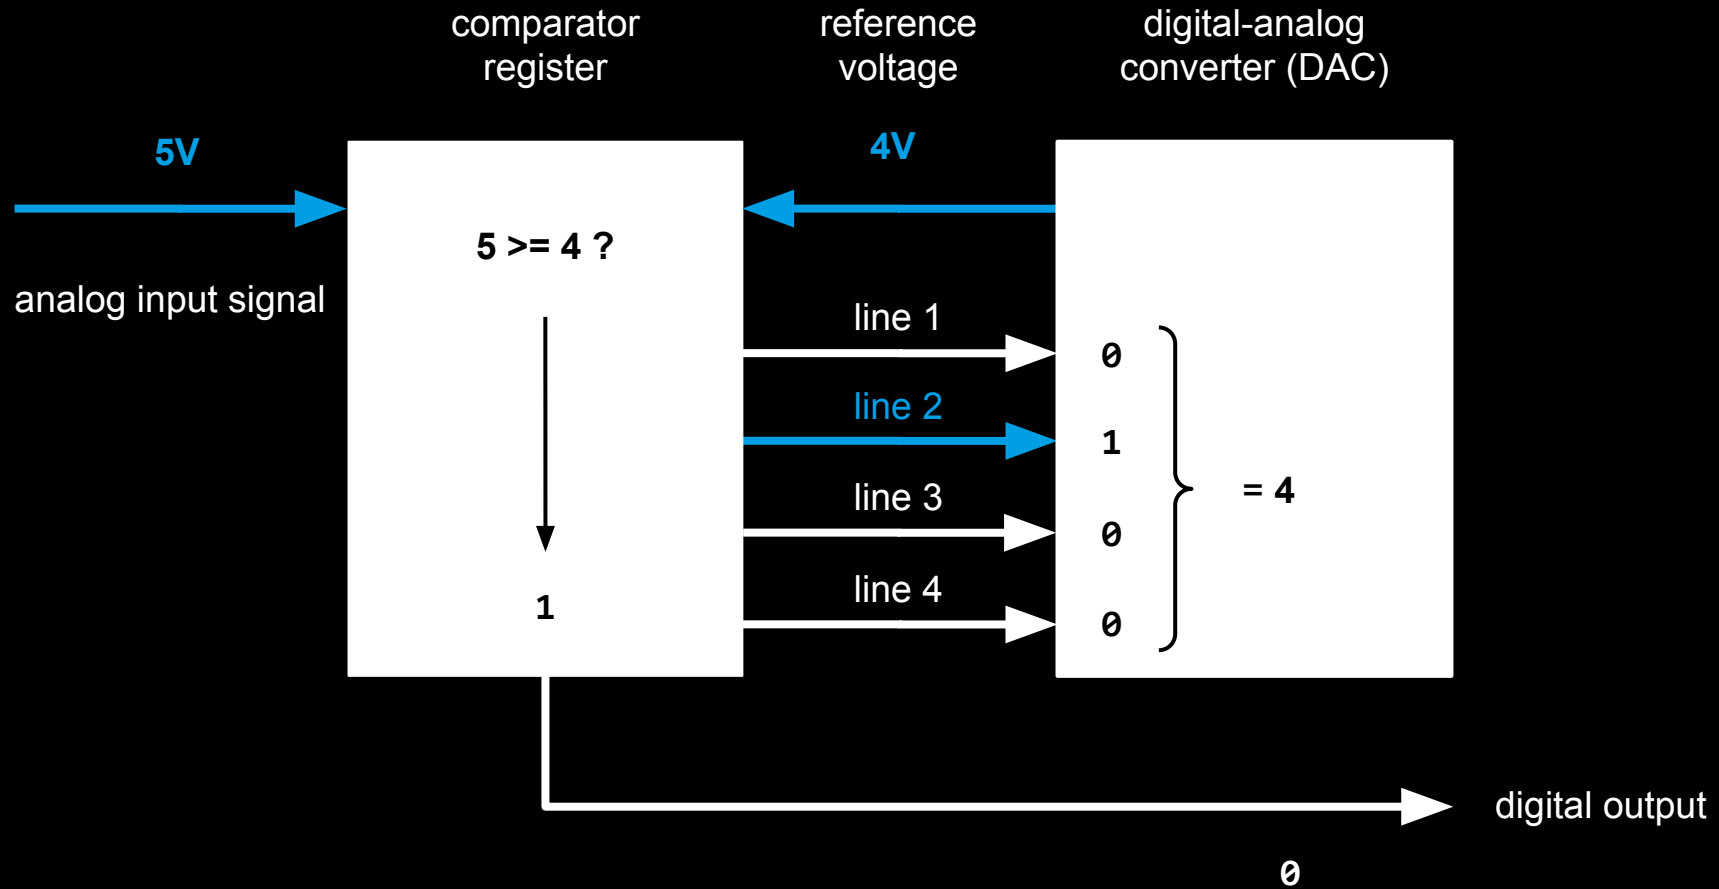 comparator
register
reference
voltage
digital-analog
converter (DAC)
5V
4V
5 >= 4 ?
analog input signal
line 1
0
line 2
1
line 3
= 4
0
line 4
1
0
digital output
0